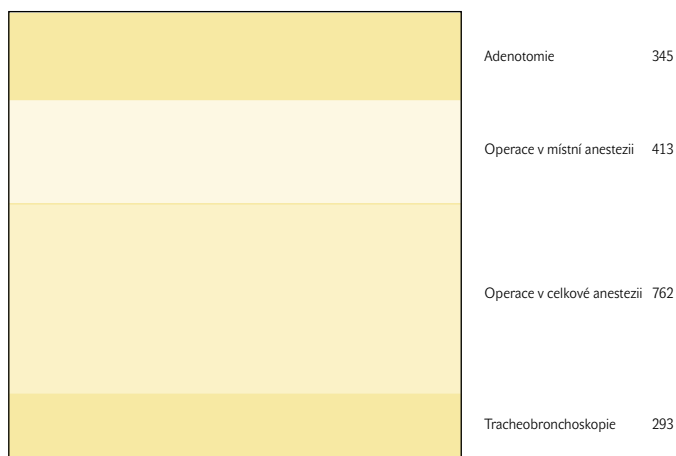 Adenotomie 345
Operace v místní anestezii 413
Operace v celkové anestezii 762
Tracheobronchoskopie 293